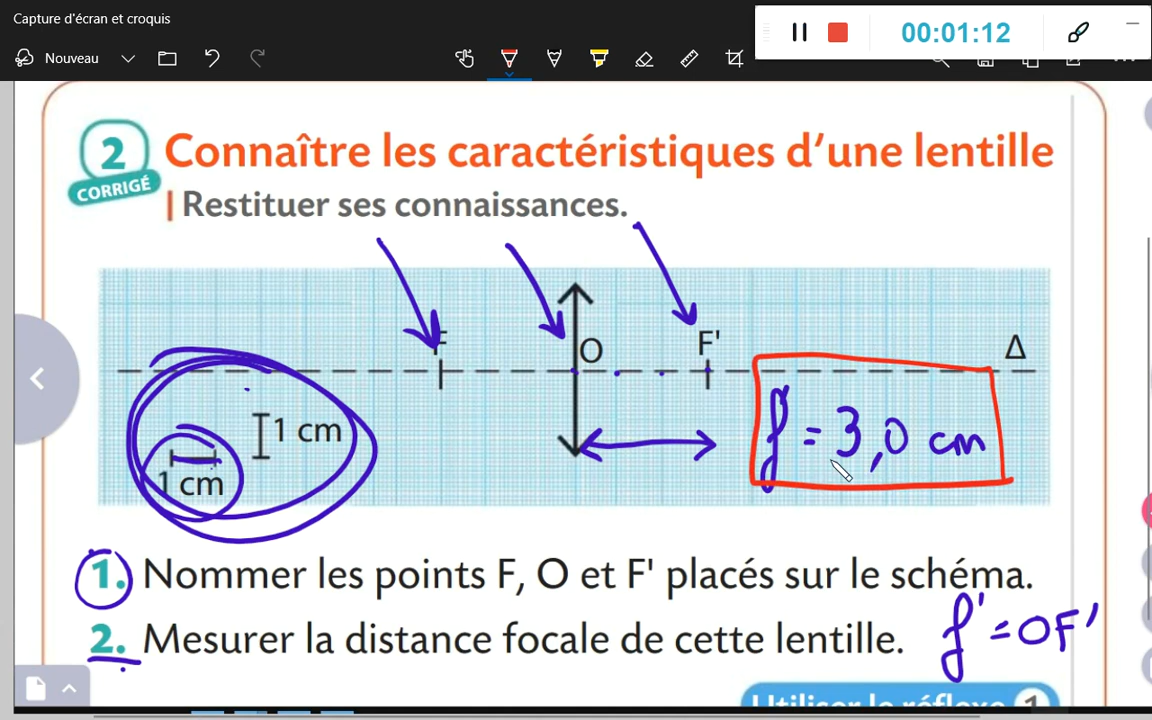 Capture d'écran et croquis
00:01:12
Nouveau
2
CORRIGÉ
Connaître les caractéristiques d'une lentille
Restituer ses connaissances.
F
O
F'
Δ
1 cm
1 cm
f' = 3,0 cm
1. Nommer les points F, O et F' placés sur le schéma.
2. Mesurer la distance focale de cette lentille.
f' = OF'
Utiliser le réflexe 1